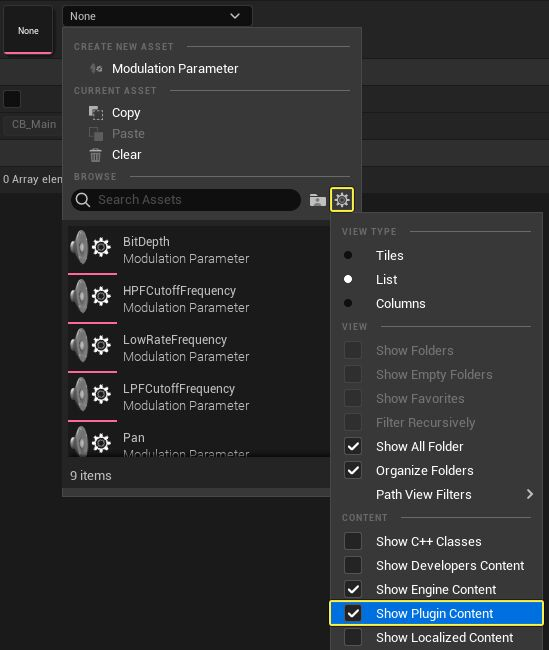 None
None
CREATE NEW ASSET
Modulation Parameter
CURRENT ASSET
Copy
Paste
Clear
CB_Main
BROWSE
0 Array elem
Search Assets
BitDepth
Modulation Parameter
HPFCutoffFrequency
Modulation Parameter
LowRateFrequency
Modulation Parameter
LPFCutoffFrequency
Modulation Parameter
Pan
Modulation Parameter
9 items
VIEW TYPE
Tiles
List
Columns
VIEW
Show Folders
Show Empty Folders
Show Favorites
Filter Recursively
Show All Folder
Organize Folders
Path View Filters
CONTENT
Show C++ Classes
Show Developers Content
Show Engine Content
Show Plugin Content
Show Localized Content